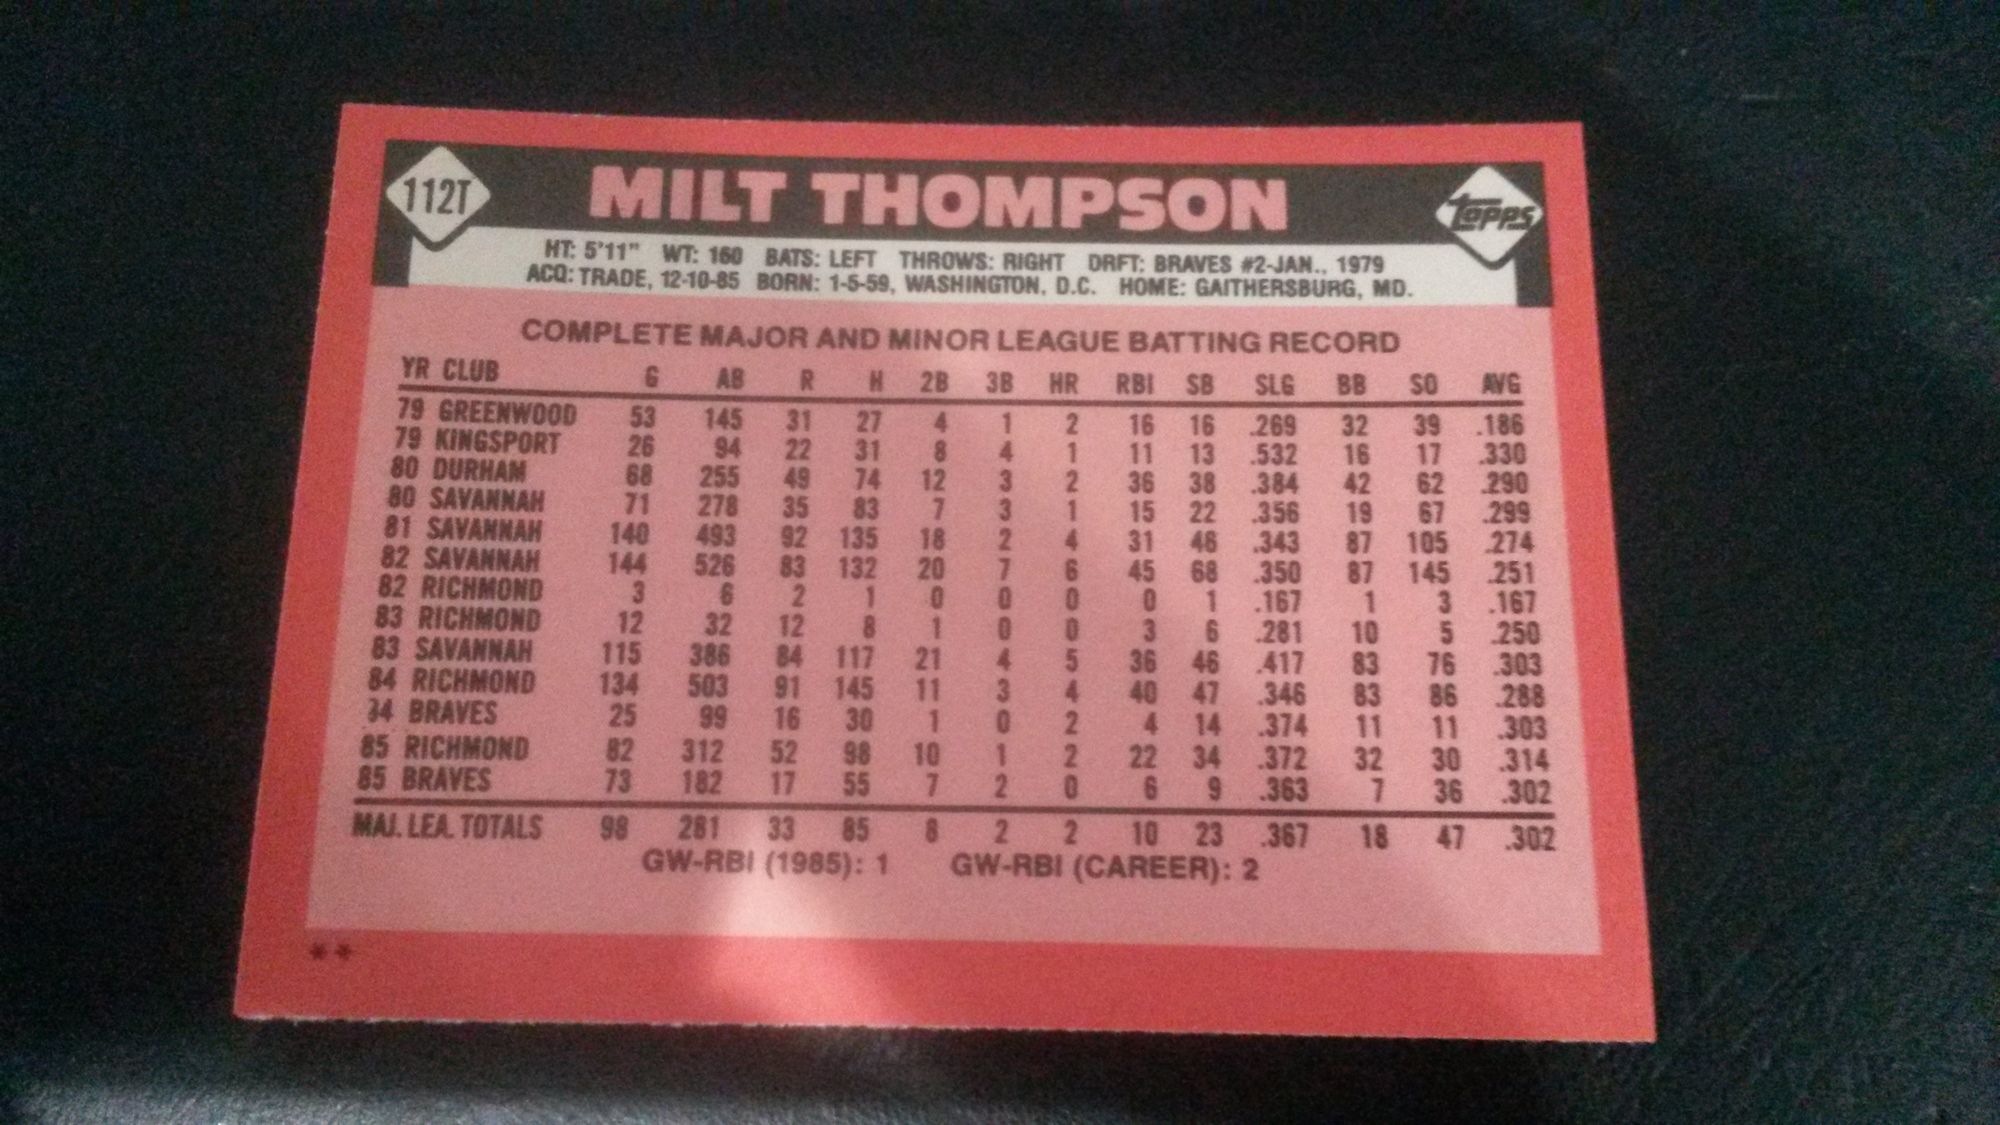 112T MILT THOMPSON topps
HT: 5'11" WT: 160 BATS: LEFT THROWS: RIGHT DRFT: BRAVES #2-JAN., 1979
ACQ: TRADE, 12-10-85 BORN: 1-5-59, WASHINGTON, D.C. HOME: GAITHERSBURG, MD.
COMPLETE MAJOR AND MINOR LEAGUE BATTING RECORD
YR CLUB G AB R H 2B 3B HR RBI SB SLG BB SO AVG
79 GREENWOOD 53 145 31 27 4 1 2 16 16 .269 32 39 .186
79 KINGSPORT 26 94 22 31 8 4 1 11 13 .532 16 17 .330
80 DURHAM 68 255 49 74 12 3 2 36 38 .384 42 62 .290
80 SAVANNAH 71 278 35 83 7 3 1 15 22 .356 19 67 .299
81 SAVANNAH 140 493 92 135 18 2 4 31 46 .343 87 105 .274
82 SAVANNAH 144 526 83 132 20 7 6 45 68 .350 87 145 .251
82 RICHMOND 3 6 2 1 0 0 0 0 1 .167 1 3 .167
83 RICHMOND 12 32 12 8 1 0 0 3 6 .281 10 5 .250
83 SAVANNAH 115 386 84 117 21 4 5 36 46 .417 83 76 .303
84 RICHMOND 134 503 91 145 11 3 4 40 47 .346 83 86 .288
84 BRAVES 25 99 16 30 1 0 2 4 14 .374 11 11 .303
85 RICHMOND 82 312 52 98 10 1 2 22 34 .372 32 30 .314
85 BRAVES 73 182 17 55 7 2 0 6 9 .363 7 36 .302
MAJ. LEA. TOTALS 98 281 33 85 8 2 2 10 23 .367 18 47 .302
GW-RBI (1985): 1 GW-RBI (CAREER): 2
**